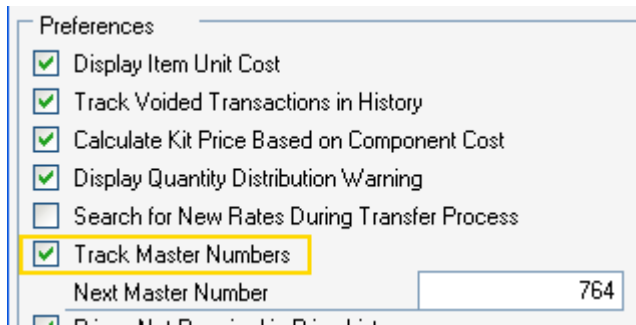 Preferences
Display Item Unit Cost
Track Voided Transactions in History
Calculate Kit Price Based on Component Cost
Display Quantity Distribution Warning
Search for New Rates During Transfer Process
Track Master Numbers
Next Master Number 764